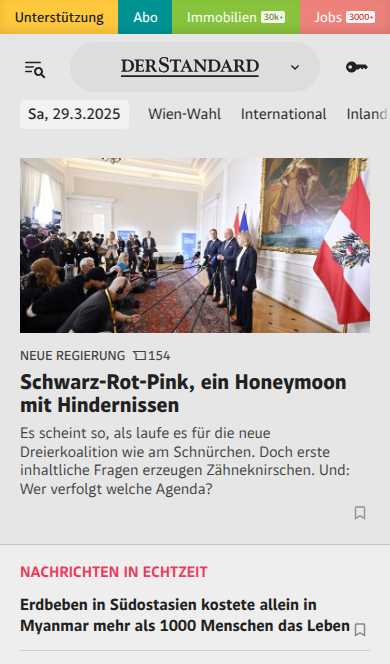 Unterstützung Abo Immobilien 30k+ Jobs 3000+
DERSTANDARD
Sa, 29.3.2025 Wien-Wahl International Inland
NEUE REGIERUNG 154
Schwarz-Rot-Pink, ein Honeymoon
mit Hindernissen
Es scheint so, als laufe es für die neue
Dreierkoalition wie am Schnürchen. Doch erste
inhaltliche Fragen erzeugen Zähneknirschen. Und:
Wer verfolgt welche Agenda?
NACHRICHTEN IN ECHTZEIT
Erdbeben in Südostasien kostete allein in
Myanmar mehr als 1000 Menschen das Leben